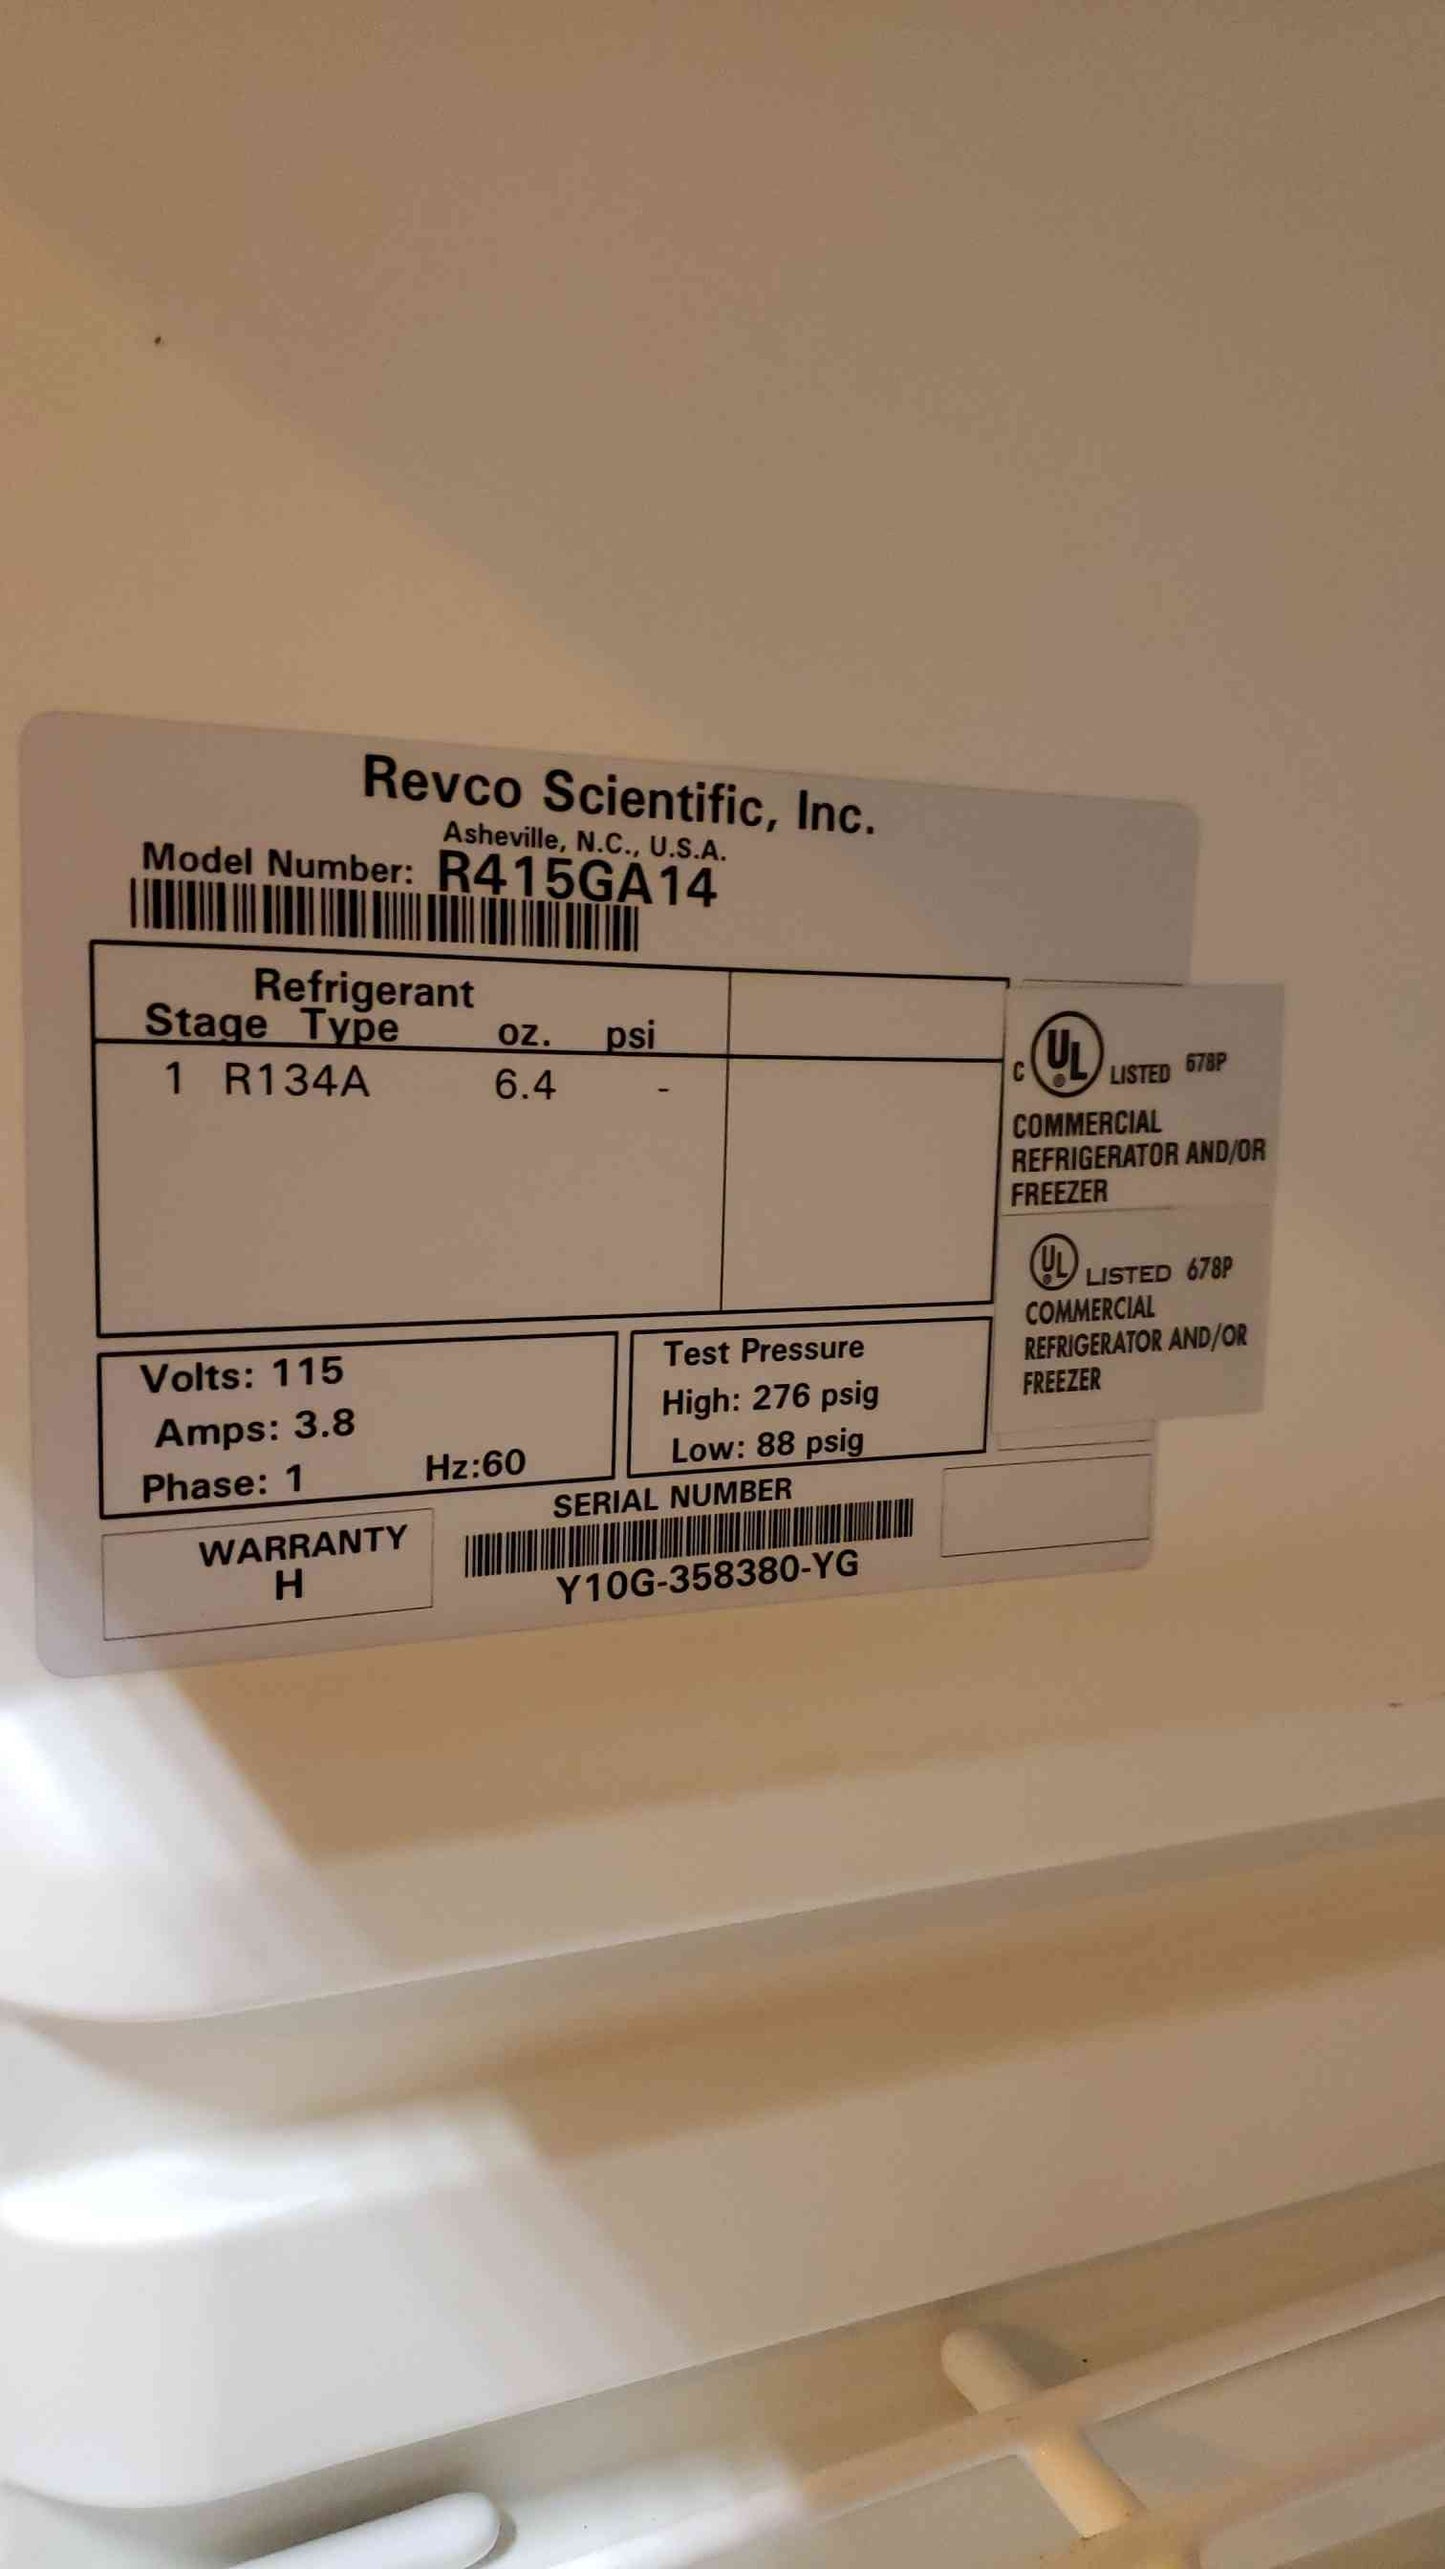 Revco Scientific, Inc.
Asheville, N.C., U.S.A.
Model Number: R415GA14
Refrigerant
Stage Type oz. psi
1 R134A 6.4 -
C UL LISTED 678P
COMMERCIAL
REFRIGERATOR AND/OR
FREEZER
UL LISTED 678P
COMMERCIAL
REFRIGERATOR AND/OR
FREEZER
Volts: 115
Amps: 3.8
Phase: 1 Hz:60
Test Pressure
High: 276 psig
Low: 88 psig
WARRANTY
H
SERIAL NUMBER
Y10G-358380-YG